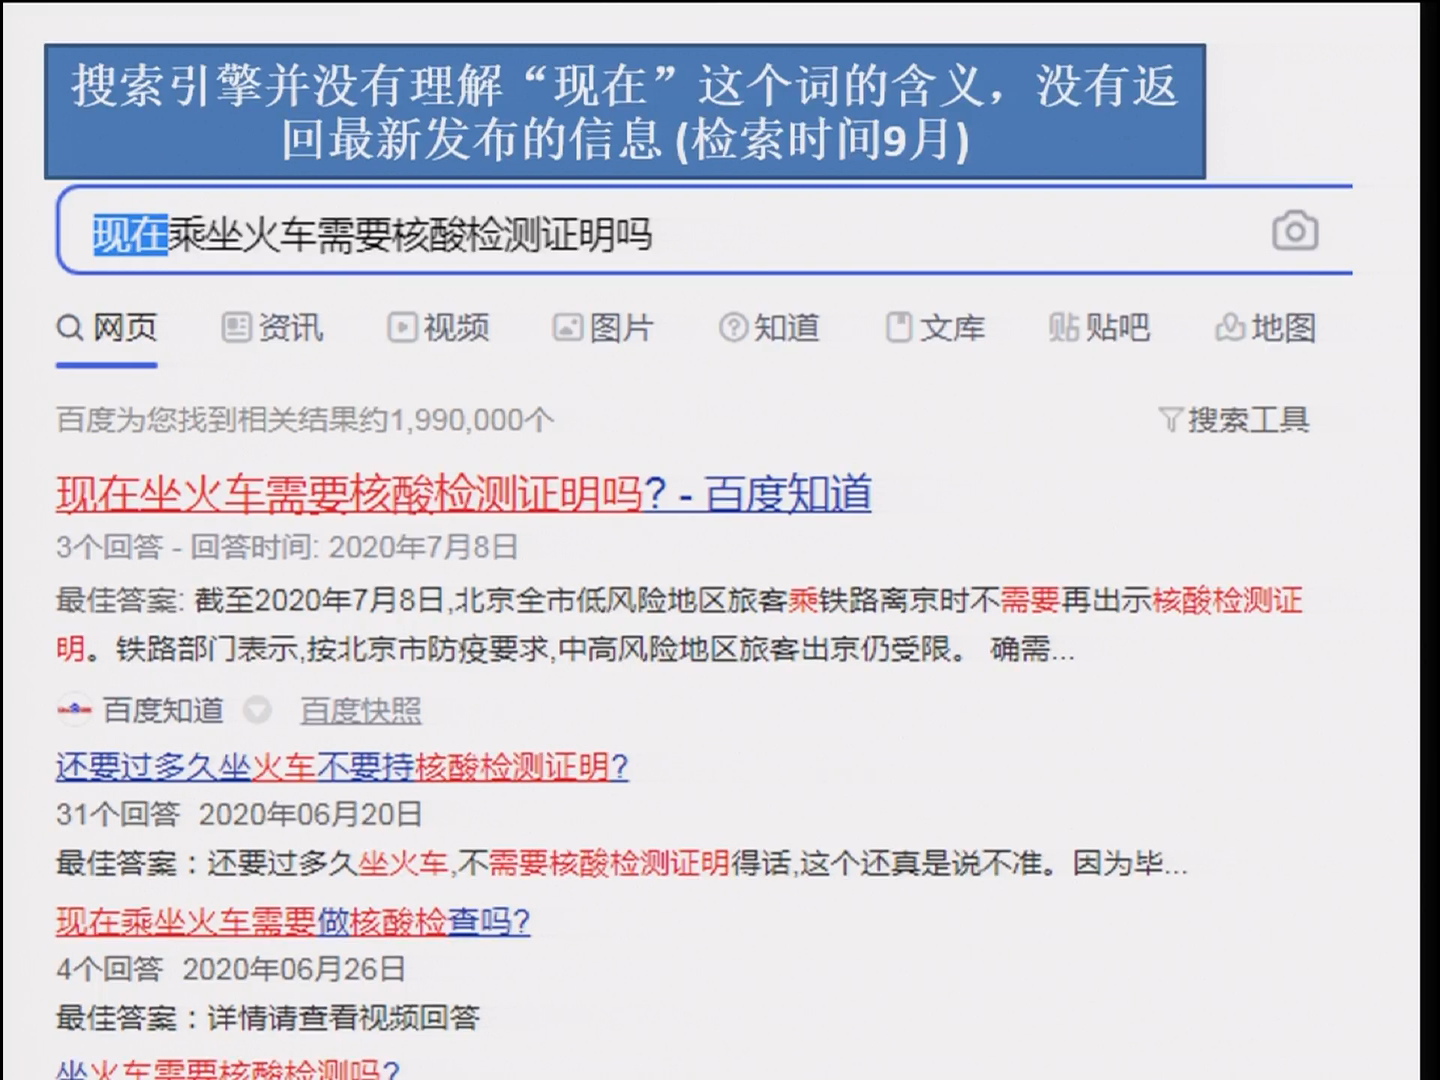 搜索引擎并没有理解“现在”这个词的含义，没有返
回最新发布的信息 (检索时间9月)
现在乘坐火车需要核酸检测证明吗
网页 资讯 视频 图片 知道 文库 贴吧 地图
百度为您找到相关结果约1,990,000个 搜索工具
现在坐火车需要核酸检测证明吗? - 百度知道
3个回答 - 回答时间: 2020年7月8日
最佳答案: 截至2020年7月8日,北京全市低风险地区旅客乘铁路离京时不需要再出示核酸检测证
明。铁路部门表示,按北京市防疫要求,中高风险地区旅客出京仍受限。 确需...
百度知道 百度快照
还要过多久坐火车不要持核酸检测证明?
31个回答 2020年06月20日
最佳答案：还要过多久坐火车,不需要核酸检测证明得话,这个还真是说不准。因为毕...
现在乘坐火车需要做核酸检查吗?
4个回答 2020年06月26日
最佳答案：详情请查看视频回答
坐火车需要核酸检测吗?